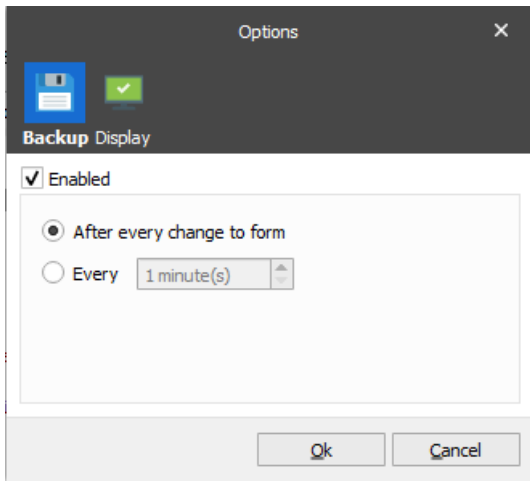 Options
Backup Display
Enabled
After every change to form
Every 1 minute(s)
Ok Cancel